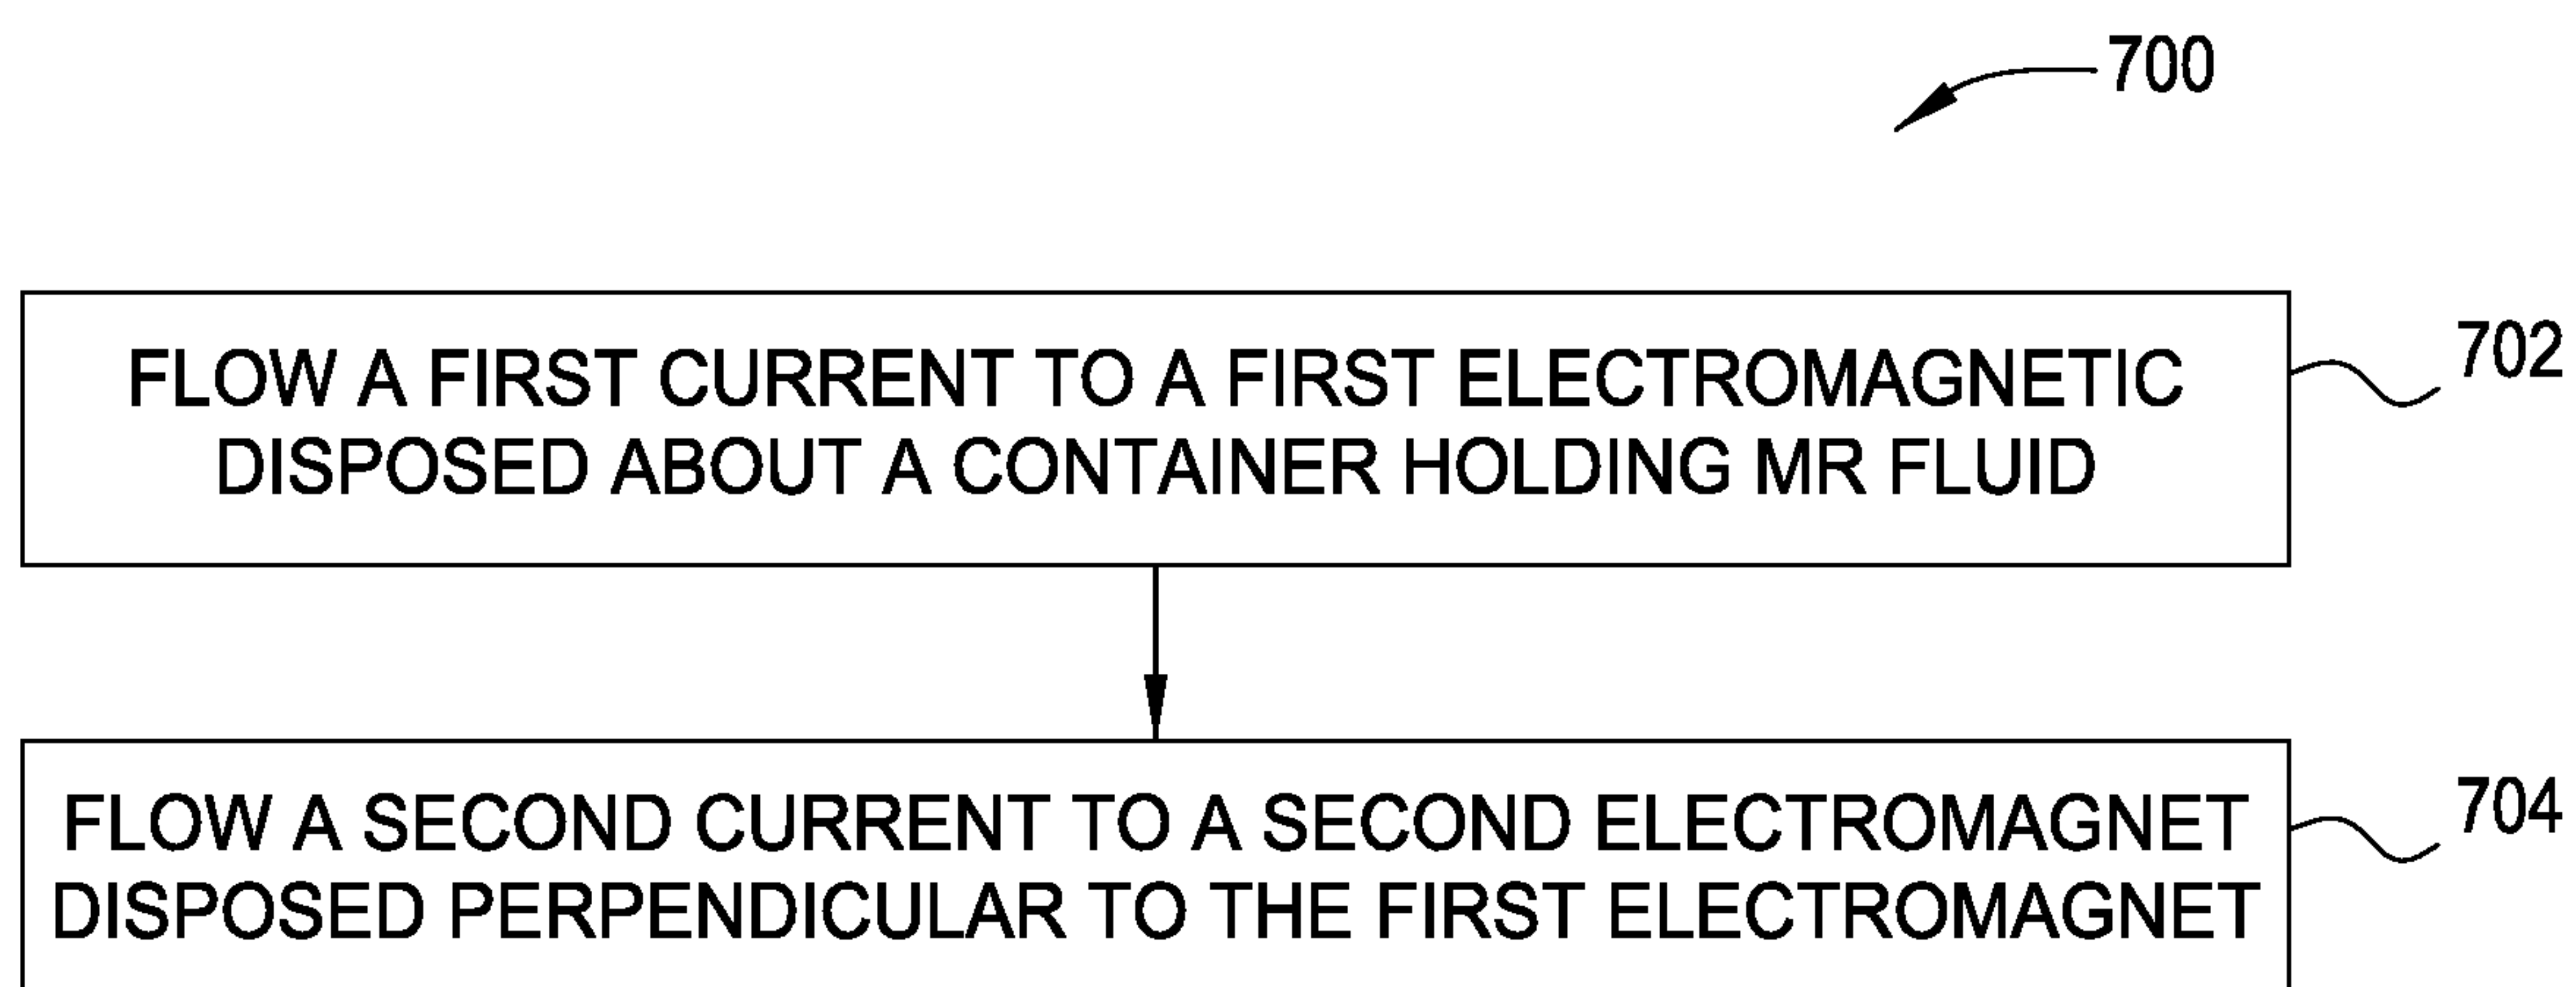 700
FLOW A FIRST CURRENT TO A FIRST ELECTROMAGNETIC
DISPOSED ABOUT A CONTAINER HOLDING MR FLUID
702
FLOW A SECOND CURRENT TO A SECOND ELECTROMAGNET
DISPOSED PERPENDICULAR TO THE FIRST ELECTROMAGNET
704